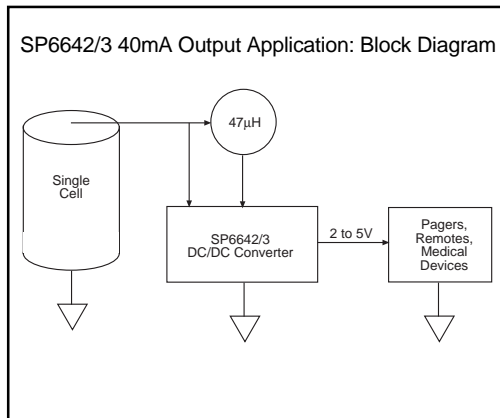 SP6642/3 40mA Output Application: Block Diagram
47µH
Single
Cell
SP6642/3
DC/DC Converter
2 to 5V
Pagers,
Remotes,
Medical
Devices